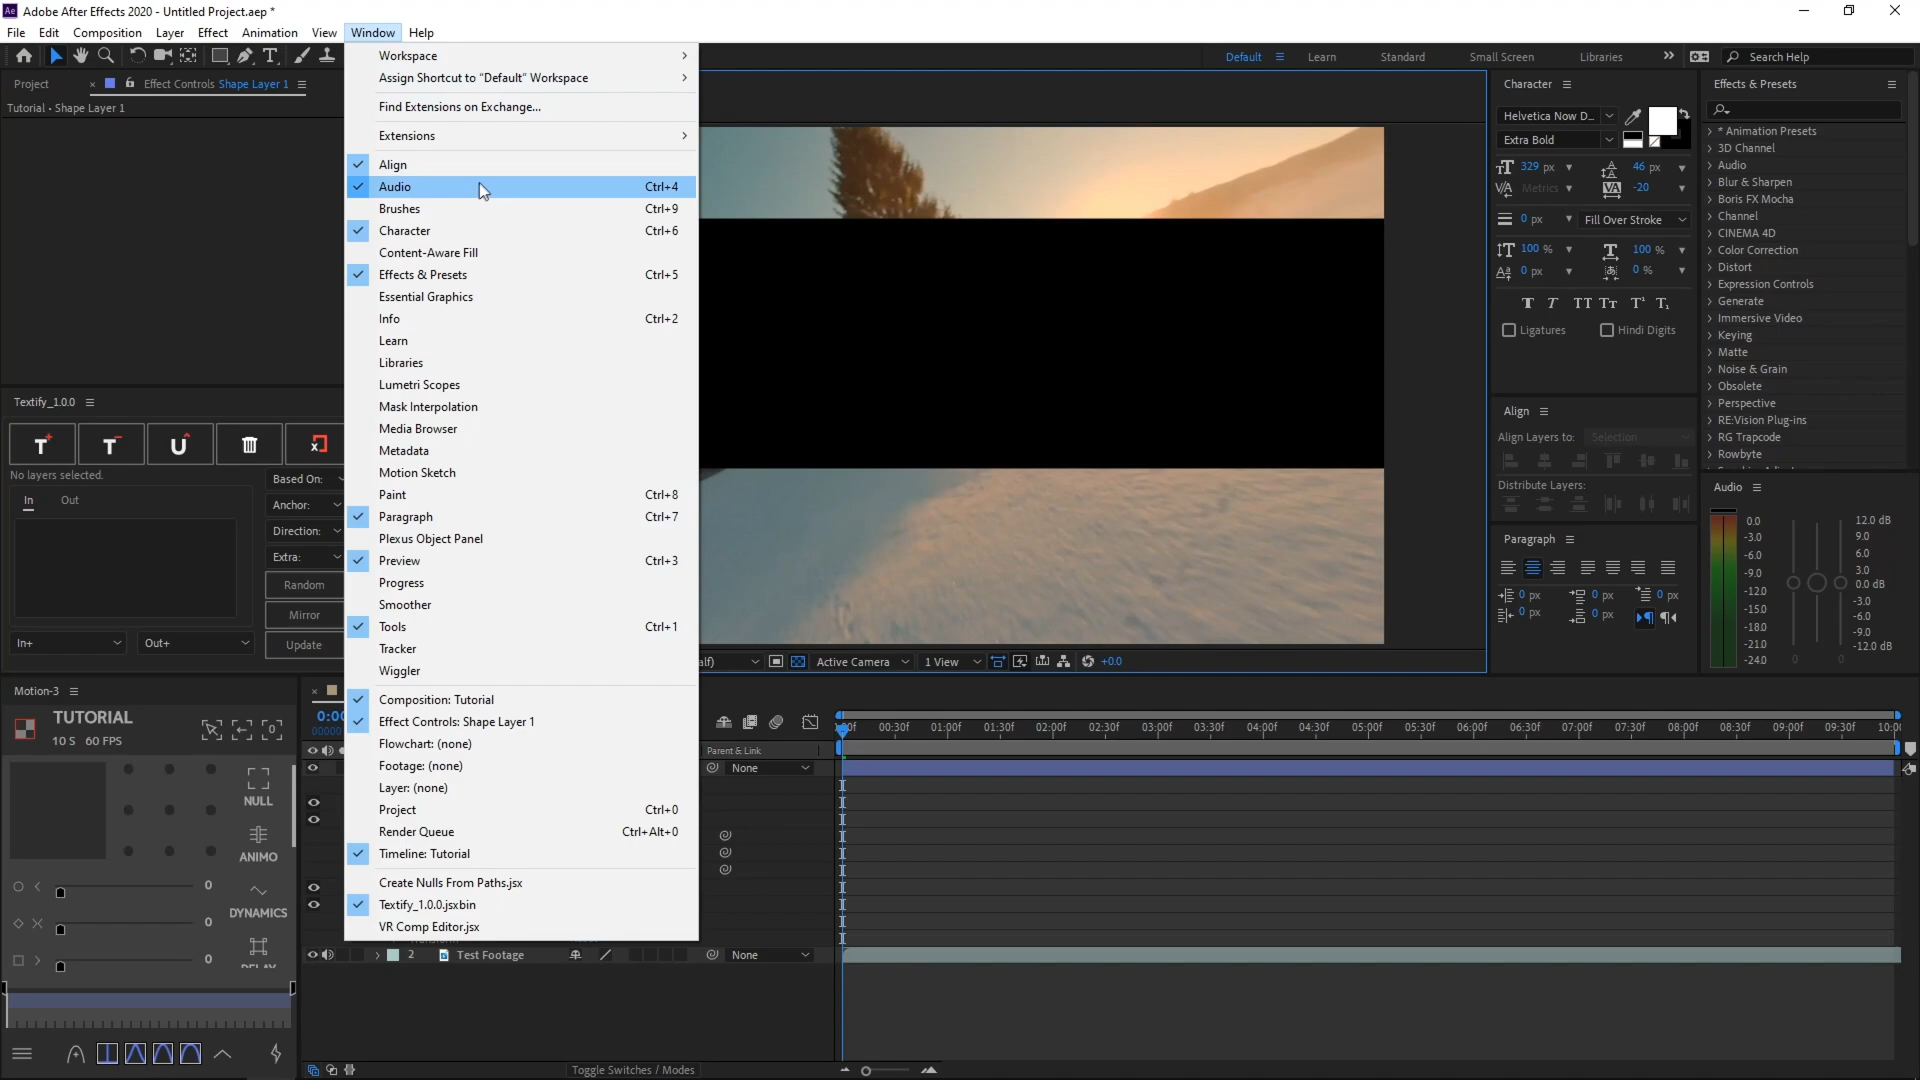 Adobe After Effects 2020 - Untitled Project.aep *
File Edit Composition Layer Effect Animation View Window Help
Default Learn Standard Small Screen Libraries Search Help
Project Effect Controls Shape Layer 1
Tutorial • Shape Layer 1
Workspace
Assign Shortcut to "Default" Workspace
Find Extensions on Exchange...
Extensions
Align
Audio Ctrl+4
Brushes Ctrl+9
Character Ctrl+6
Content-Aware Fill
Effects & Presets Ctrl+5
Essential Graphics
Info Ctrl+2
Learn
Libraries
Lumetri Scopes
Mask Interpolation
Media Browser
Metadata
Motion Sketch
Paint Ctrl+8
Paragraph Ctrl+7
Plexus Object Panel
Preview Ctrl+3
Progress
Smoother
Tools Ctrl+1
Tracker
Wiggler
Composition: Tutorial
Effect Controls: Shape Layer 1
Flowchart: (none)
Footage: (none)
Layer: (none)
Project Ctrl+0
Render Queue Ctrl+Alt+0
Timeline: Tutorial
Create Nulls From Paths.jsx
Textify_1.0.0.jsxbin
VR Comp Editor.jsx
Textify_1.0.0
No layers selected.
In Out
Based On:
Anchor:
Direction:
Extra:
Random
Mirror
Update
In+ Out+
Character
Helvetica Now D...
Extra Bold
329 px 46 px
Metrics -20
0 px Fill Over Stroke
100 % 100 %
0 px 0 %
Ligatures Hindi Digits
Align
Align Layers to: Selection
Distribute Layers:
Paragraph
0 px 0 px 0 px
0 px 0 px
Effects & Presets
* Animation Presets
3D Channel
Audio
Blur & Sharpen
Boris FX Mocha
Channel
CINEMA 4D
Color Correction
Distort
Expression Controls
Generate
Immersive Video
Keying
Matte
Noise & Grain
Obsolete
Perspective
RE:Vision Plug-ins
RG Trapcode
Rowbyte
Audio
0.0 12.0 dB
-3.0 9.0
-6.0 6.0
-9.0 3.0
-12.0 0.0 dB
-15.0 -3.0
-18.0 -6.0
-21.0 -9.0
-24.0 -12.0 dB
0 0
Active Camera 1 View +0.0
Motion-3
TUTORIAL
10 S 60 FPS
NULL
ANIMO
DYNAMICS
DELAY
0
0
0
Parent & Link
None
00:30f 01:00f 01:30f 02:00f 02:30f 03:00f 03:30f 04:00f 04:30f 05:00f 05:30f 06:00f 06:30f 07:00f 07:30f 08:00f 08:30f 09:00f 09:30f
2 Test Footage None
Toggle Switches / Modes